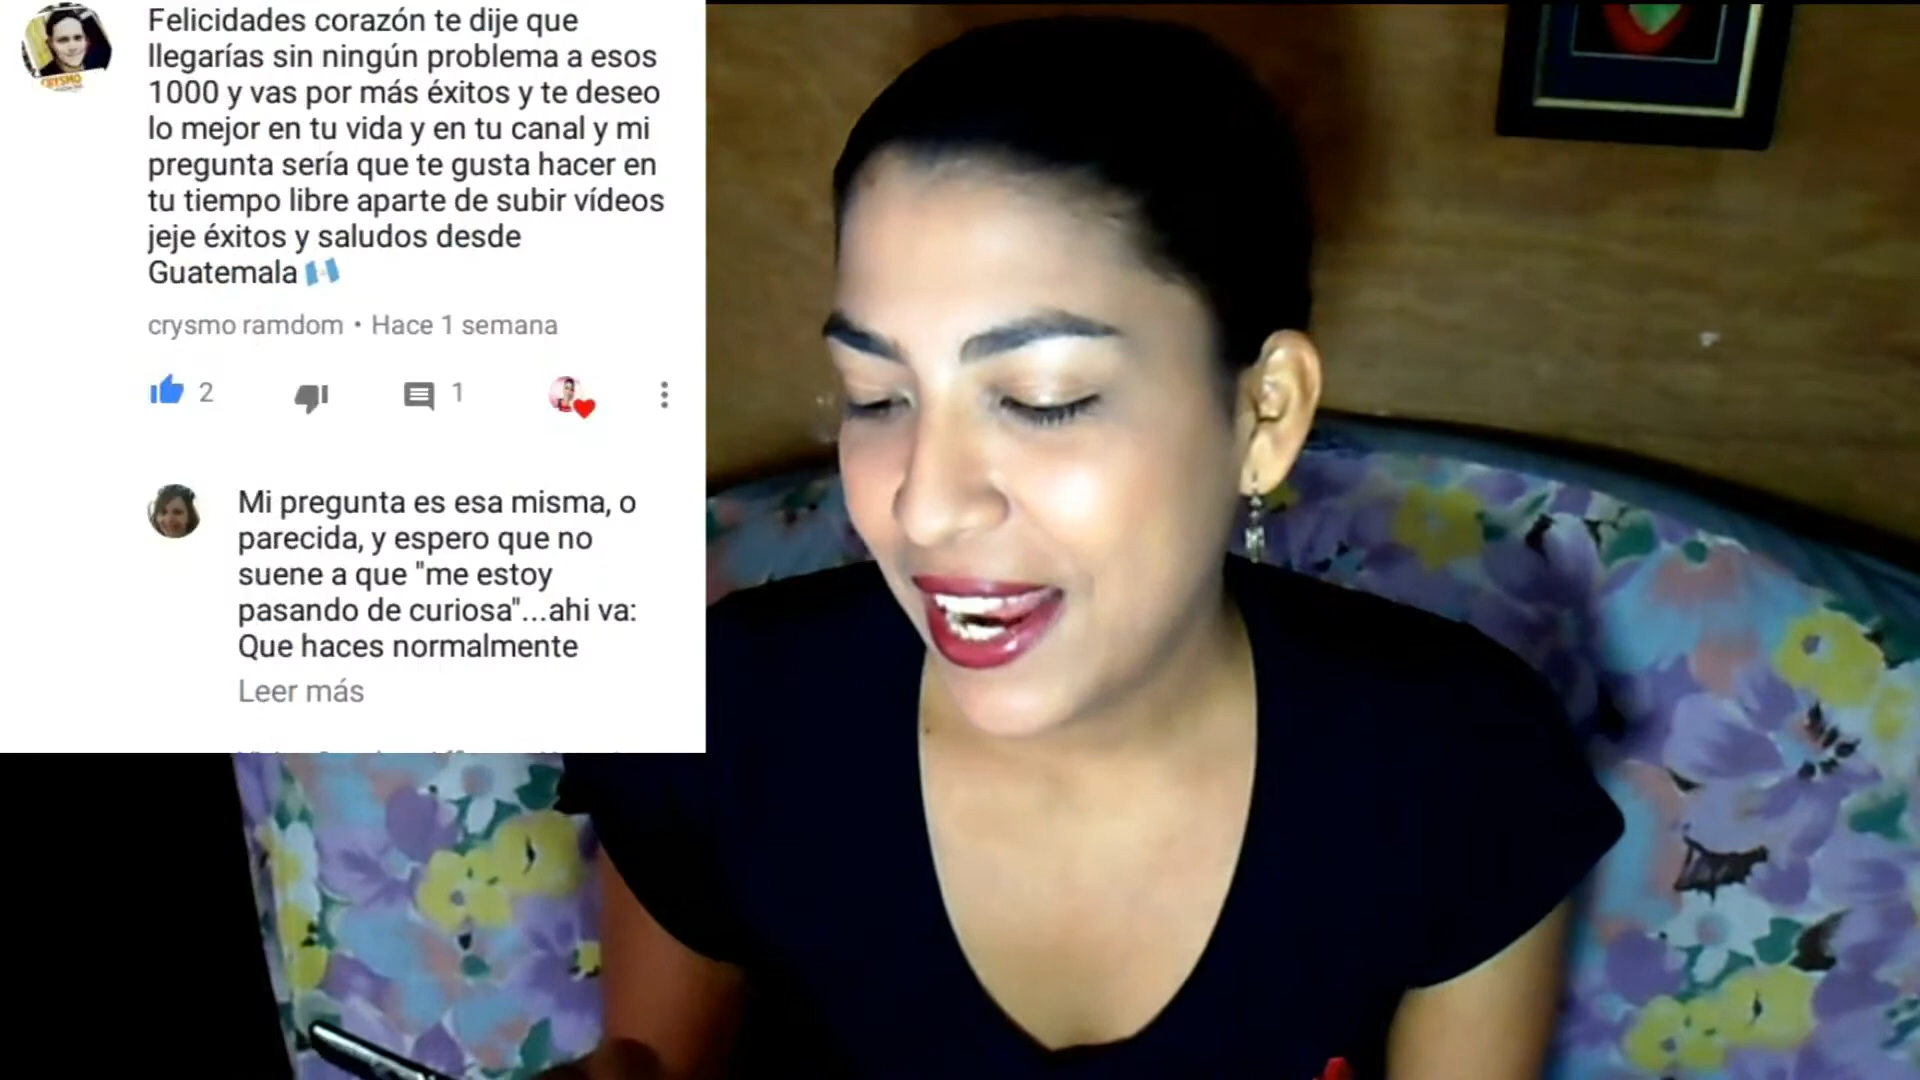 Felicidades corazón te dije que
llegarías sin ningún problema a esos
1000 y vas por más éxitos y te deseo
lo mejor en tu vida y en tu canal y mi
pregunta sería que te gusta hacer en
tu tiempo libre aparte de subir vídeos
jeje éxitos y saludos desde
Guatemala 🇬🇹
crysmo ramdom • Hace 1 semana
2
1
Mi pregunta es esa misma, o
parecida, y espero que no
suene a que "me estoy
pasando de curiosa"...ahi va:
Que haces normalmente
Leer más
CRYSMO